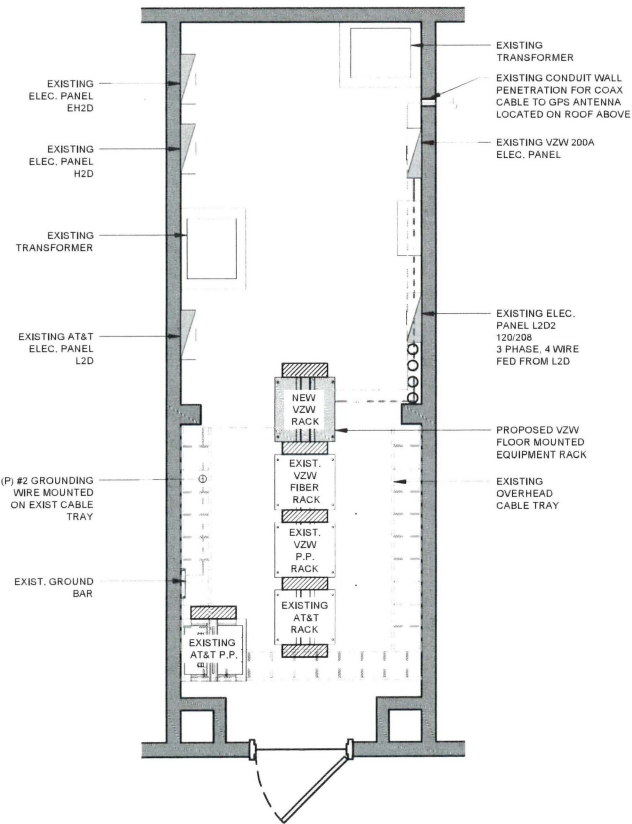 EXISTING
TRANSFORMER
EXISTING CONDUIT WALL
PENETRATION FOR COAX
CABLE TO GPS ANTENNA
LOCATED ON ROOF ABOVE
EXISTING VZW 200A
ELEC. PANEL
EXISTING
ELEC. PANEL
EH2D
EXISTING
ELEC. PANEL
H2D
EXISTING
TRANSFORMER
EXISTING AT&T
ELEC. PANEL
L2D
EXISTING ELEC.
PANEL L2D2
120/208
3 PHASE, 4 WIRE
FED FROM L2D
NEW
VZW
RACK
PROPOSED VZW
FLOOR MOUNTED
EQUIPMENT RACK
EXIST.
VZW
FIBER
RACK
(P) #2 GROUNDING
WIRE MOUNTED
ON EXIST CABLE
TRAY
EXISTING
OVERHEAD
CABLE TRAY
EXIST.
VZW
P.P.
RACK
EXIST. GROUND
BAR
EXISTING
AT&T
RACK
EXISTING
AT&T P.P.